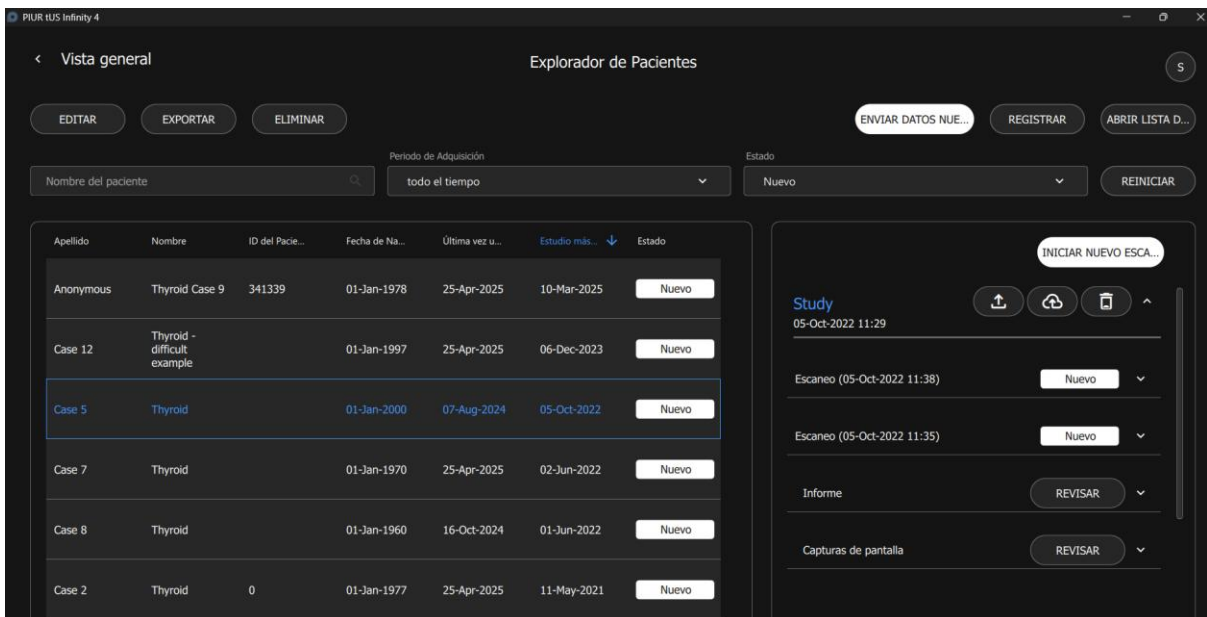 PIUR tUS Infinity 4
Vista general
Explorador de Pacientes
S
EDITAR
EXPORTAR
ELIMINAR
ENVIAR DATOS NUE...
REGISTRAR
ABRIR LISTA D...
Periodo de Adquisición
Estado
Nombre del paciente
todo el tiempo
Nuevo
REINICIAR
Apellido Nombre ID del Pacie... Fecha de Na... Última vez u... Estudio más... Estado
Anonymous Thyroid Case 9 341339 01-Jan-1978 25-Apr-2025 10-Mar-2025 Nuevo
Case 12 Thyroid - difficult example 01-Jan-1997 25-Apr-2025 06-Dec-2023 Nuevo
Case 5 Thyroid 01-Jan-2000 07-Aug-2024 05-Oct-2022 Nuevo
Case 7 Thyroid 01-Jan-1970 25-Apr-2025 02-Jun-2022 Nuevo
Case 8 Thyroid 01-Jan-1960 16-Oct-2024 01-Jun-2022 Nuevo
Case 2 Thyroid 0 01-Jan-1977 25-Apr-2025 11-May-2021 Nuevo
INICIAR NUEVO ESCA...
Study
05-Oct-2022 11:29
Escaneo (05-Oct-2022 11:38) Nuevo
Escaneo (05-Oct-2022 11:35) Nuevo
Informe REVISAR
Capturas de pantalla REVISAR